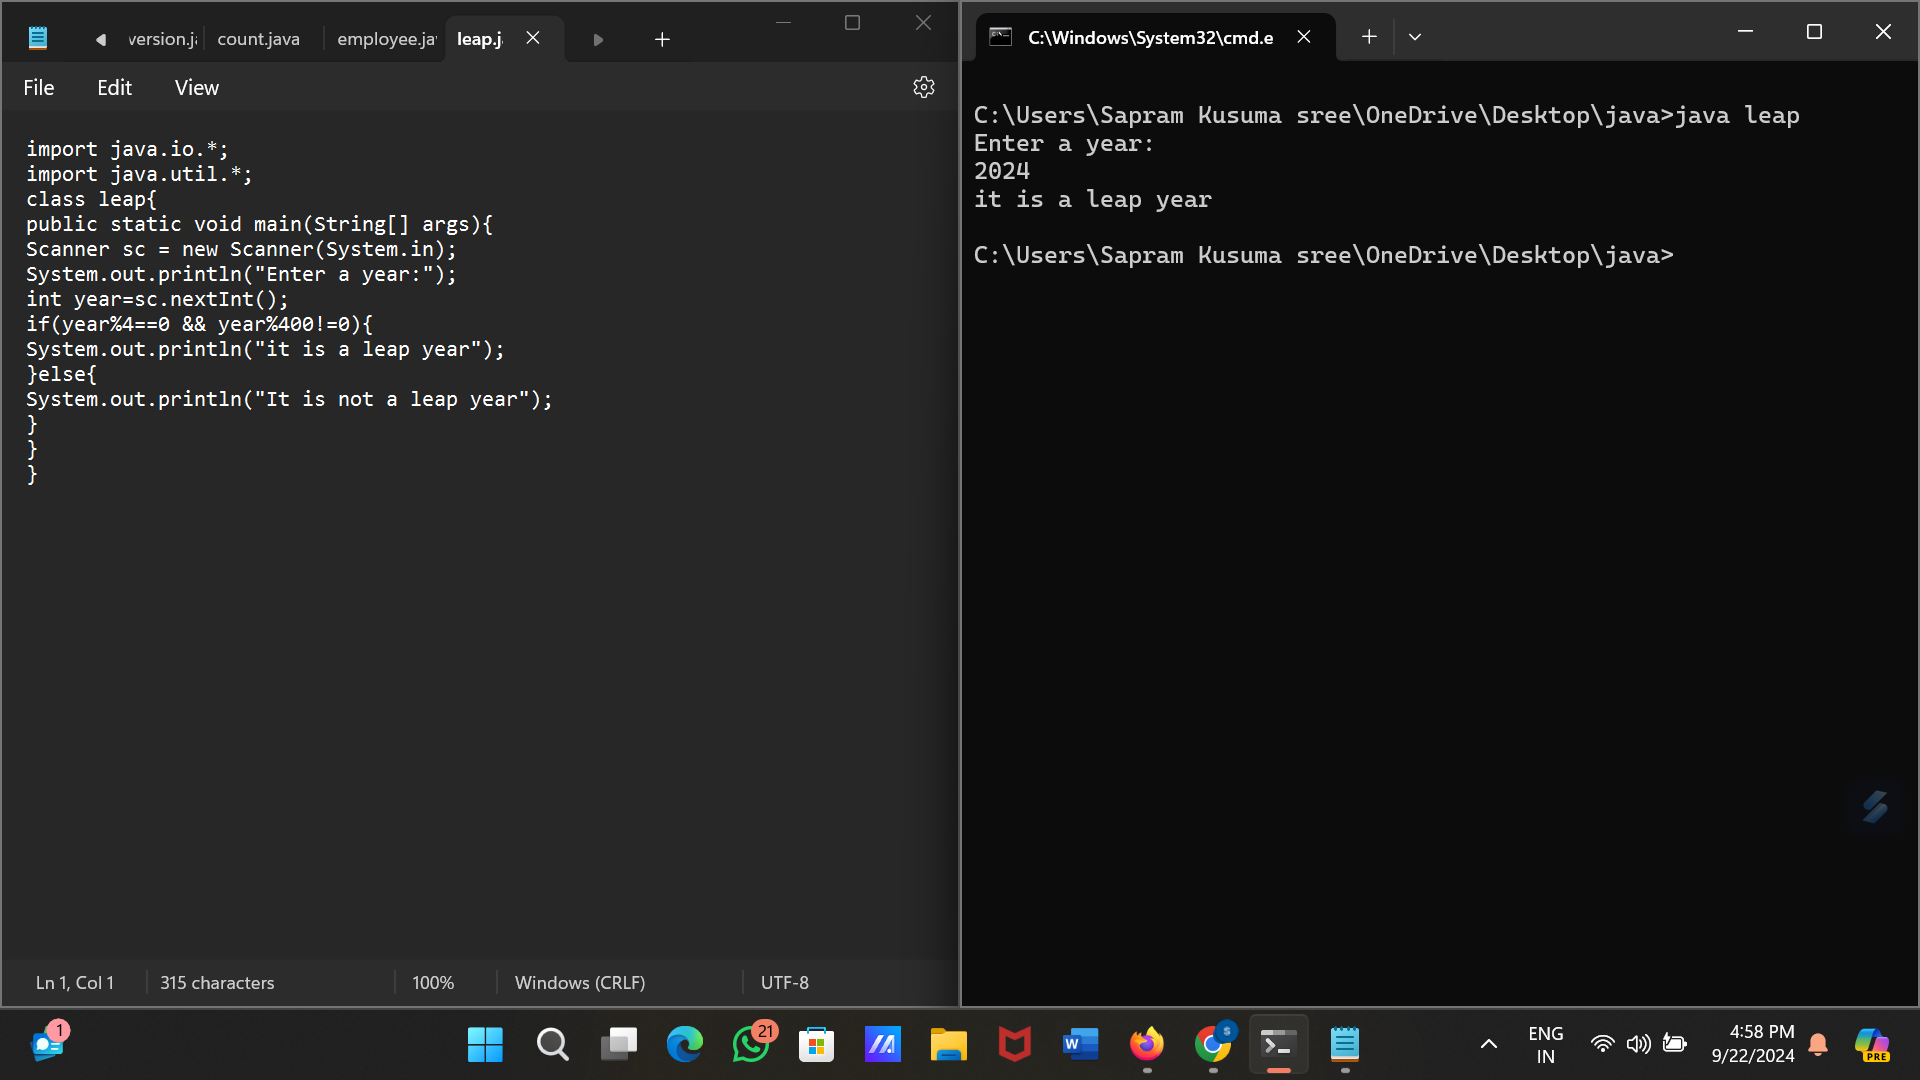 version.ja
count.java
employee.jav
leap.j
File
Edit
View
import java.io.*;
import java.util.*;
class leap{
public static void main(String[] args){
Scanner sc = new Scanner(System.in);
System.out.println("Enter a year:");
int year=sc.nextInt();
if(year%4==0 && year%400!=0){
System.out.println("it is a leap year");
}else{
System.out.println("It is not a leap year");
}
}
}
Ln 1, Col 1
315 characters
100%
Windows (CRLF)
UTF-8
C:\Windows\System32\cmd.e
C:\Users\Sapram Kusuma sree\OneDrive\Desktop\java>java leap
Enter a year:
2024
it is a leap year
C:\Users\Sapram Kusuma sree\OneDrive\Desktop\java>
1
21
W
S
ENG
IN
4:58 PM
9/22/2024
PRE